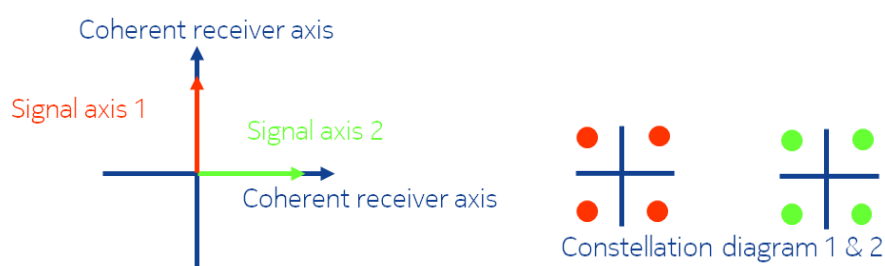 Coherent receiver axis
Signal axis 1
Signal axis 2
Coherent receiver axis
Constellation diagram 1 & 2